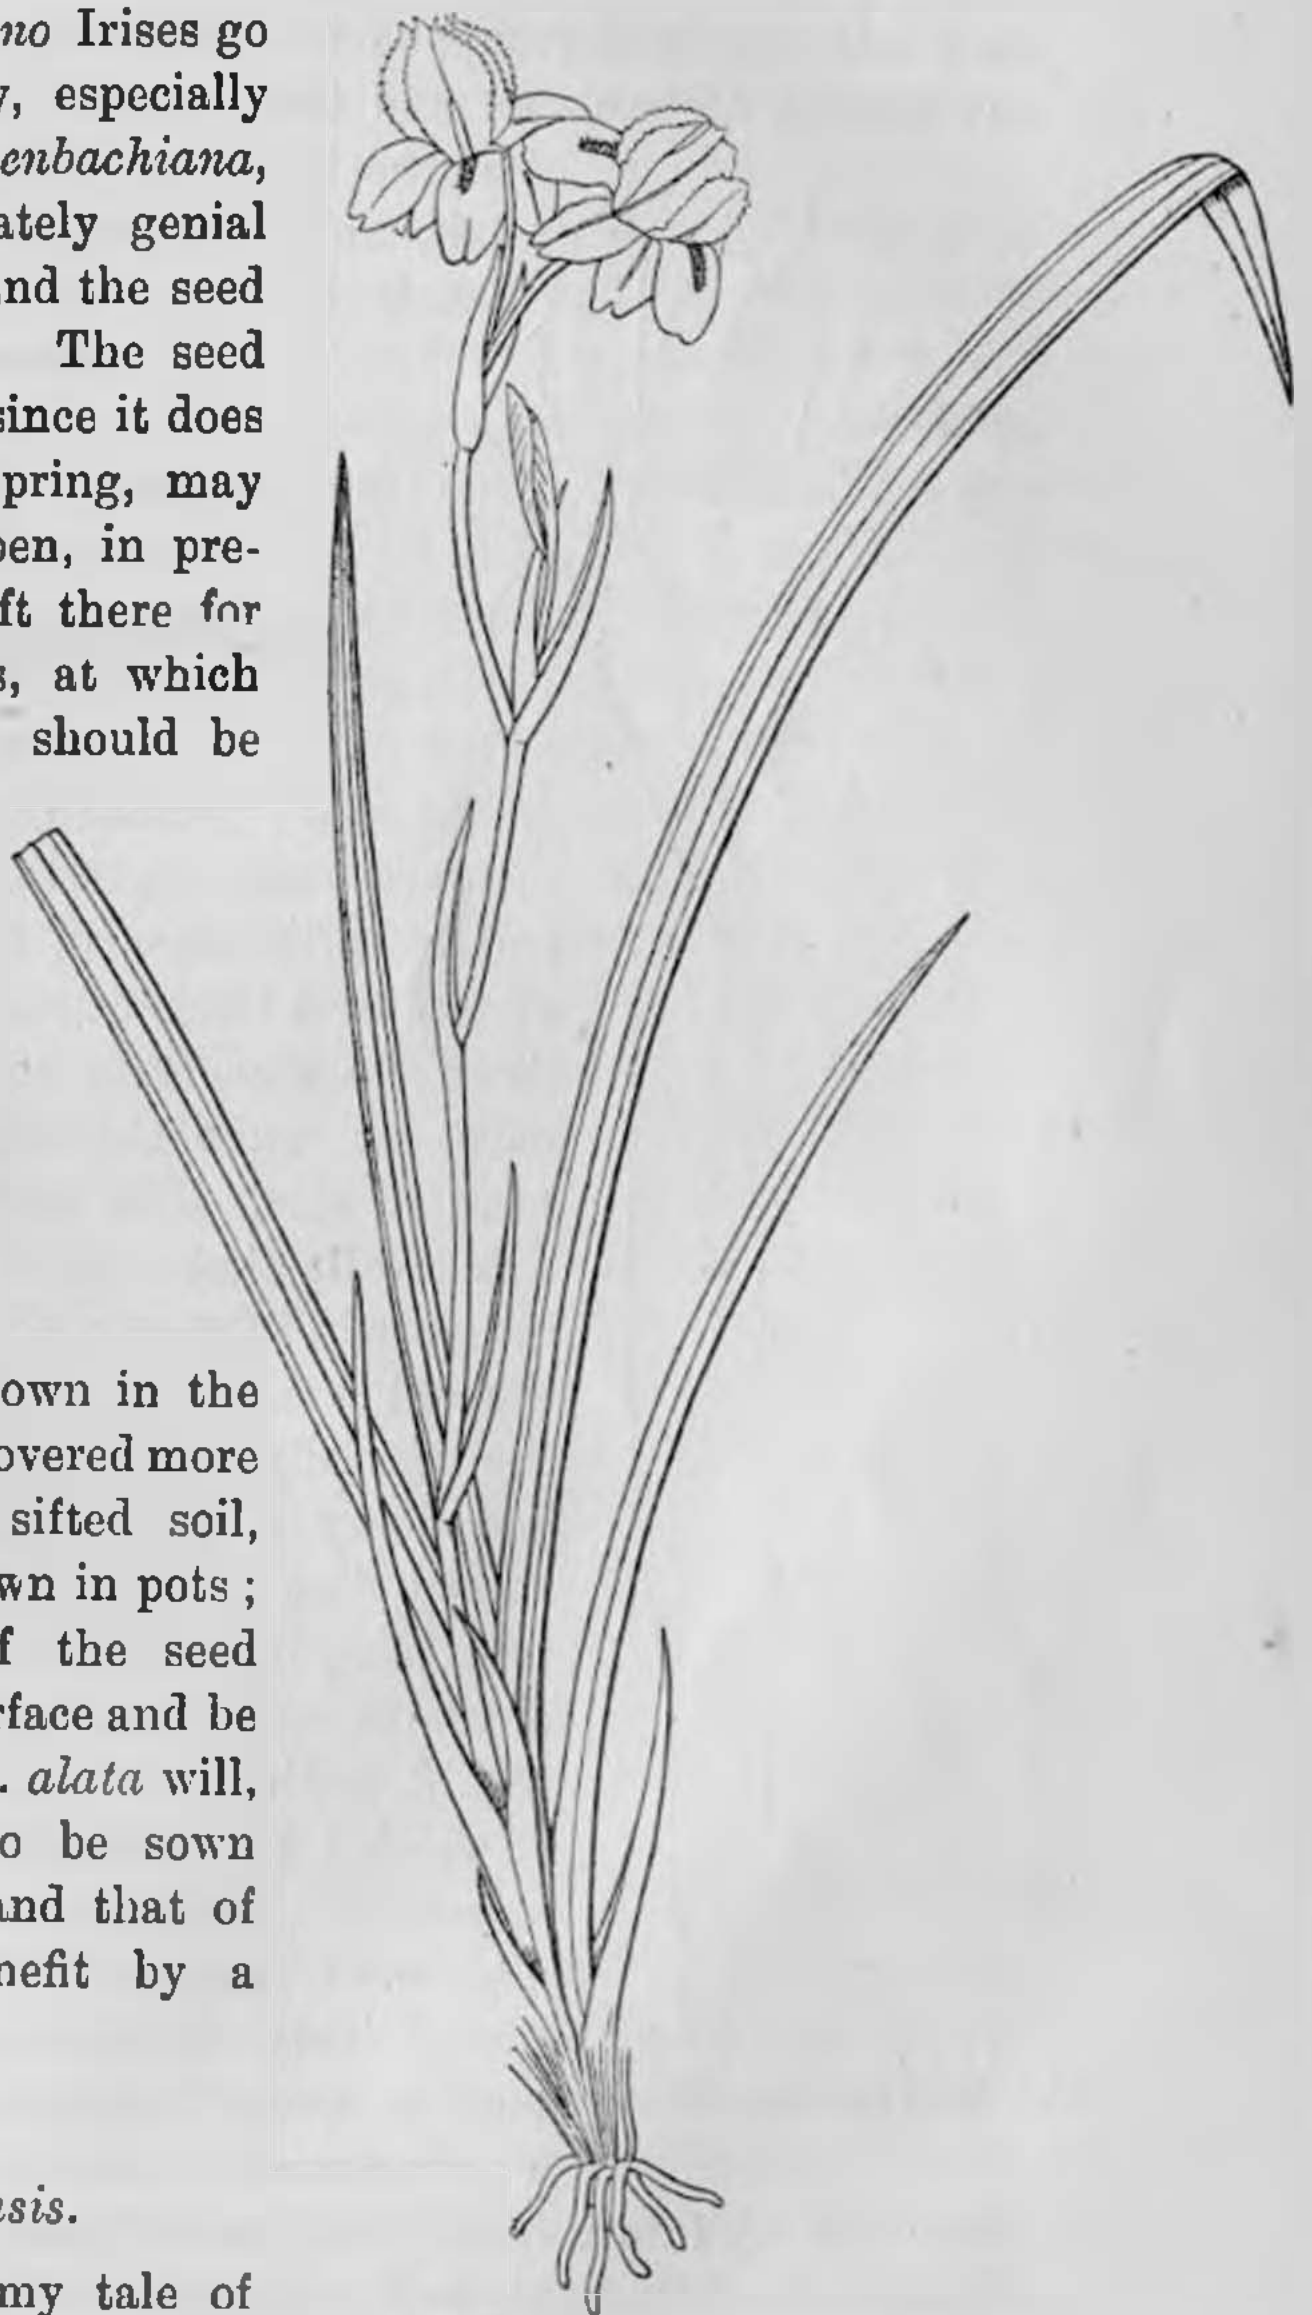 no Irises go
y, especially
enbachiana,
ately genial
nd the seed
The seed
since it does
pring, may
pen, in pre-
ft there for
s, at which
should be
own in the
overed more
sifted soil,
wn in pots ;
f the seed
rface and be
. alata will,
o be sown
and that of
nefit by a
sis.
my tale of